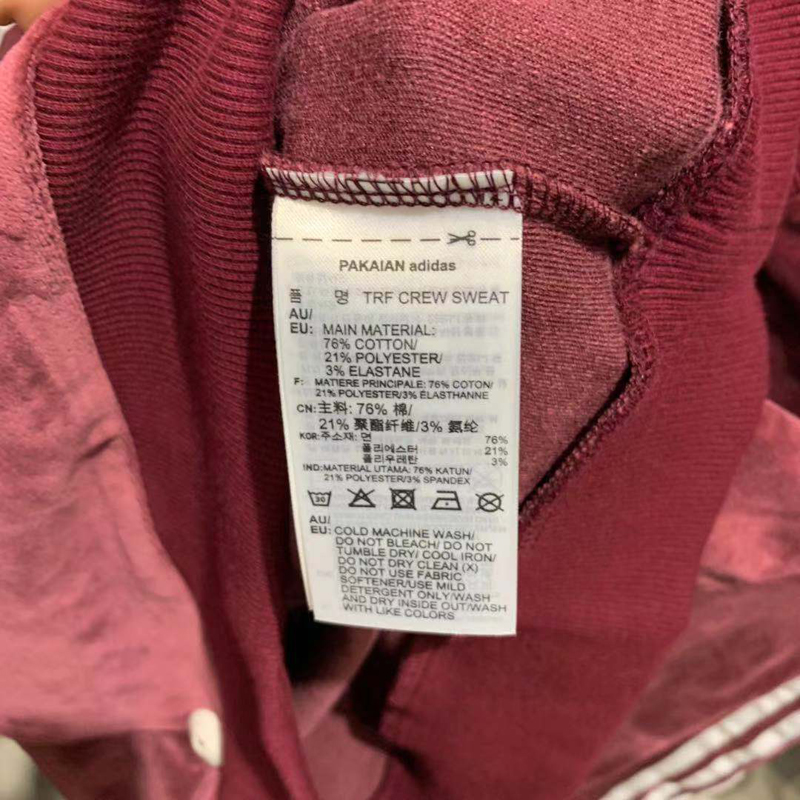 PAKAIAN adidas
품 명 TRF CREW SWEAT
AU/
EU: MAIN MATERIAL:
76% COTTON/
21% POLYESTER/
3% ELASTANE
F: MATIERE PRINCIPALE: 76% COTON/
21% POLYESTER/3% ÉLASTHANNE
CN:主料: 76% 棉/
21% 聚酯纤维/3% 氨纶
KOR:주소재: 면 76%
폴리에스터 21%
폴리우레탄 3%
IND:MATERIAL UTAMA: 76% KATUN/
21% POLYESTER/3% SPANDEX
30
AU/
EU: COLD MACHINE WASH/
DO NOT BLEACH/ DO NOT
TUMBLE DRY/ COOL IRON/
DO NOT DRY CLEAN (X)
DO NOT USE FABRIC
SOFTENER/USE MILD
DETERGENT ONLY/WASH
AND DRY INSIDE OUT/WASH
WITH LIKE COLORS